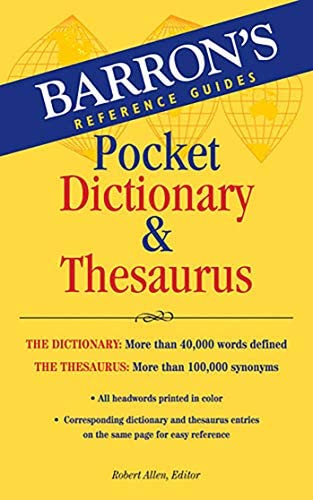 BARRON'S
REFERENCE GUIDES
Pocket
Dictionary
&
Thesaurus
THE DICTIONARY: More than 40,000 words defined
THE THESAURUS: More than 100,000 synonyms
• All headwords printed in color
• Corresponding dictionary and thesaurus entries
on the same page for easy reference
Robert Allen, Editor